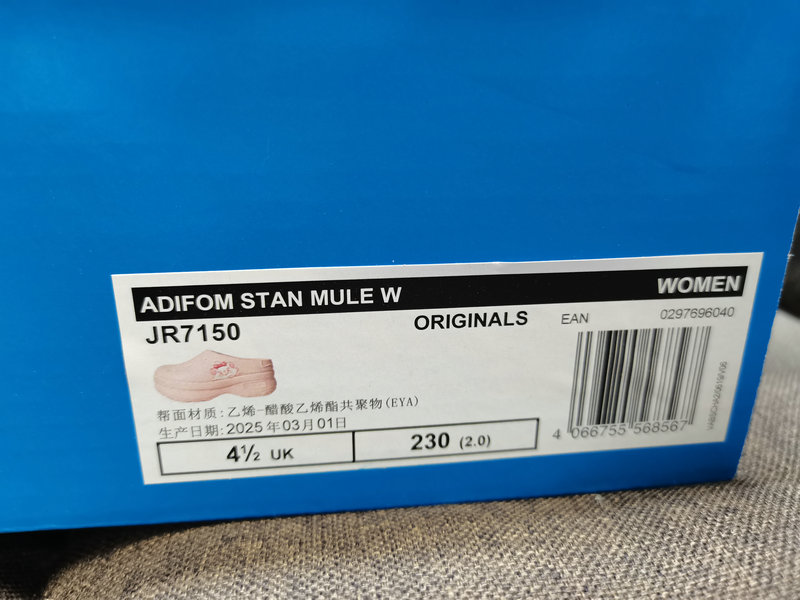 ADIFOM STAN MULE W
WOMEN
JR7150
ORIGINALS
EAN
0297696040
帮面材质:乙烯-醋酸乙烯酯共聚物(EYA)
生产日期:2025年03月01日
4½ UK
230 (2.0)
4 066755 568567